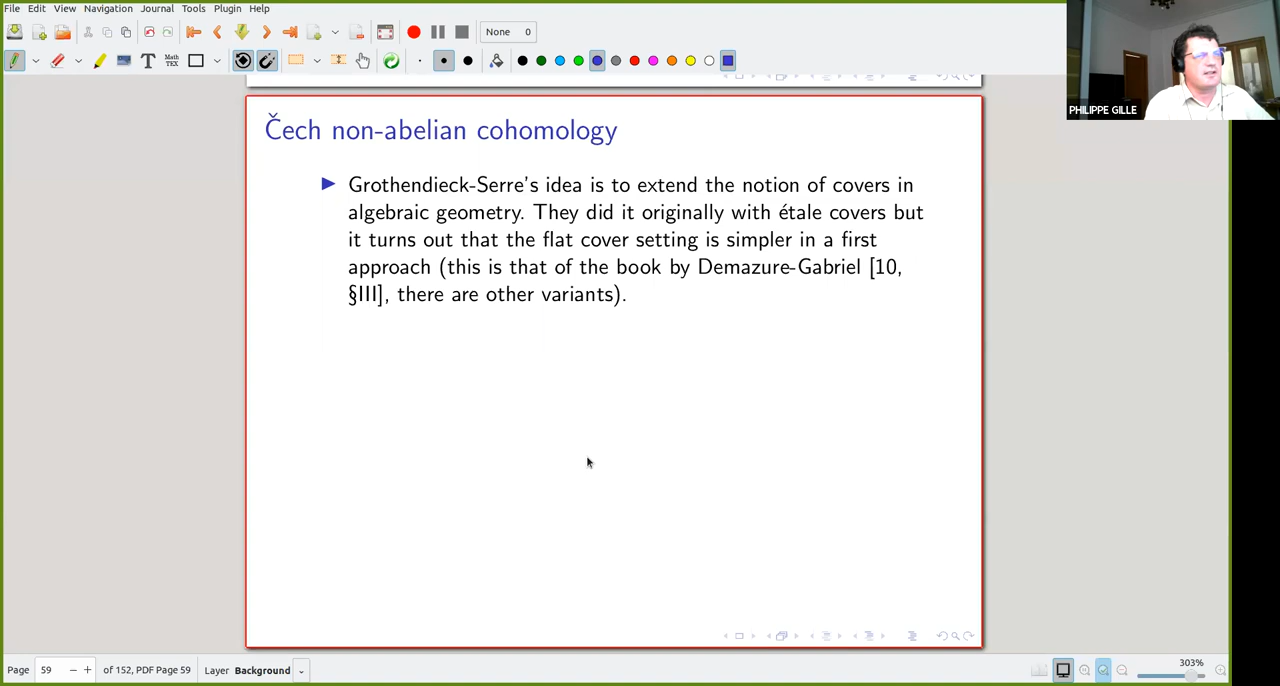 File Edit View Navigation Journal Tools Plugin Help
None 0
T Math TEX
PHILIPPE GILLE
Čech non-abelian cohomology
Grothendieck-Serre's idea is to extend the notion of covers in
algebraic geometry. They did it originally with étale covers but
it turns out that the flat cover setting is simpler in a first
approach (this is that of the book by Demazure-Gabriel [10,
§III], there are other variants).
Page 59 − + of 152, PDF Page 59 Layer Background 303%